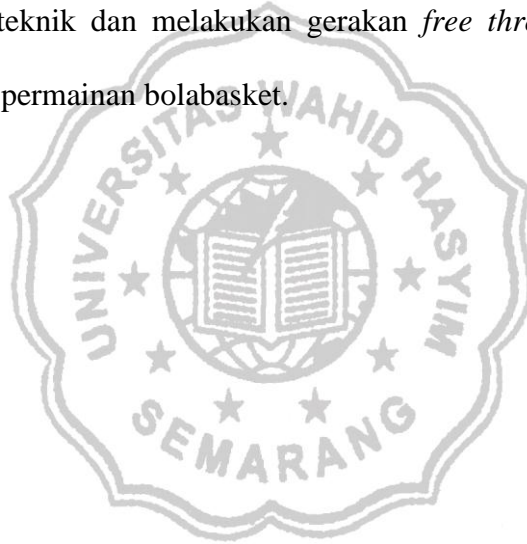 teknik dan melakukan gerakan free thr
permainan bolabasket.
UNIVERSITAS WAHID HASYIM
SEMARANG